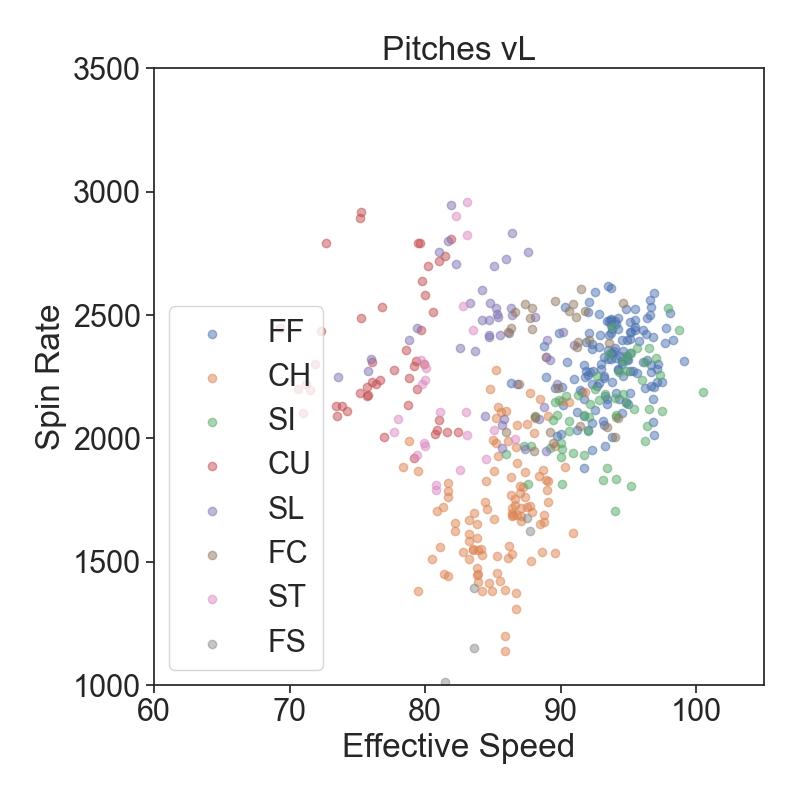 Pitches vL
3500
3000
2500
2000
1500
1000
Spin Rate
FF
CH
SI
CU
SL
FC
ST
FS
60
70
80
90
100
Effective Speed